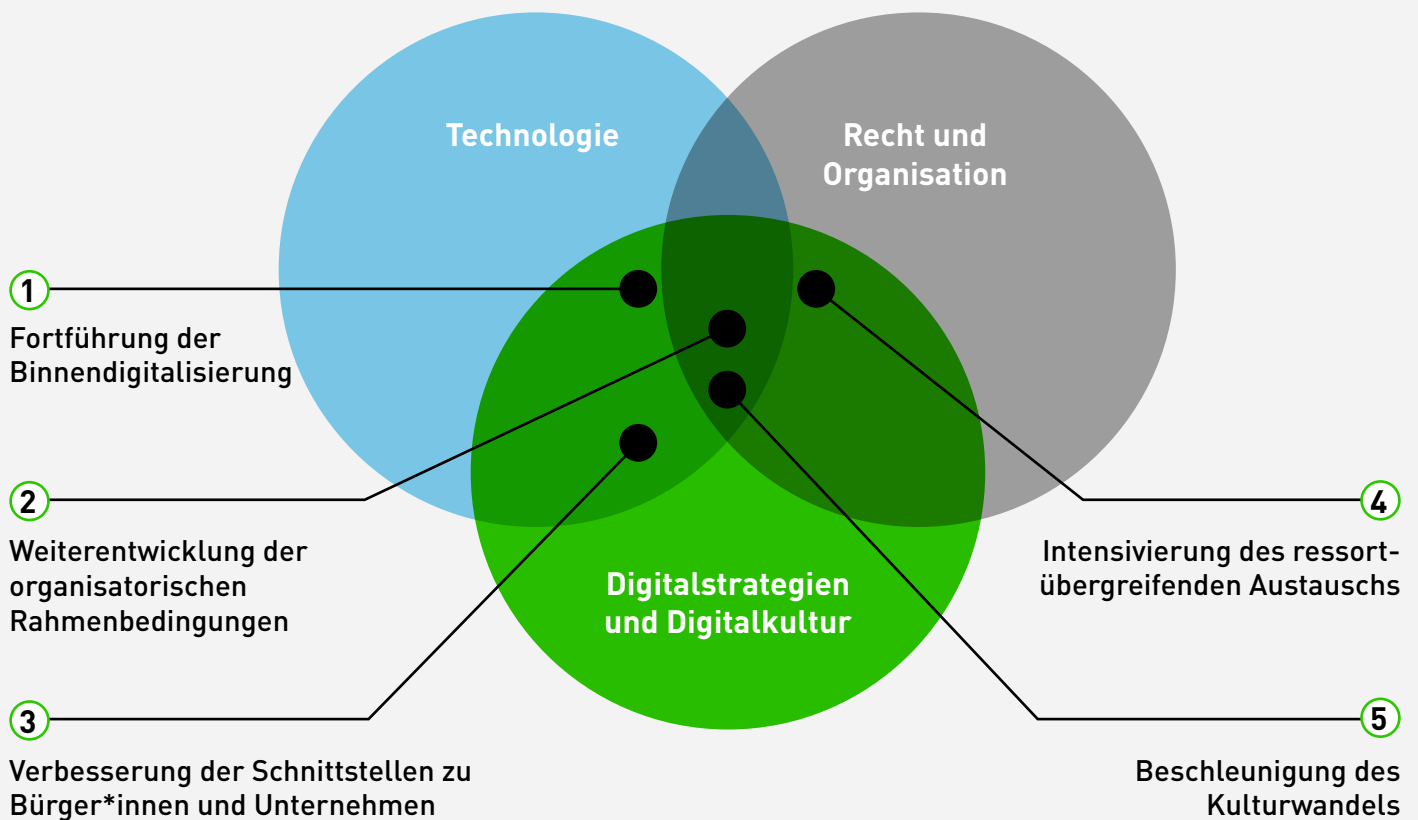 Technologie
Recht und
Organisation
1
Fortführung der
Binnendigitalisierung
2
Weiterentwicklung der
organisatorischen
Rahmenbedingungen
4
Intensivierung des ressort-
übergreifenden Austauschs
Digitalstrategien
und Digitalkultur
3
Verbesserung der Schnittstellen zu
Bürger*innen und Unternehmen
5
Beschleunigung des
Kulturwandels